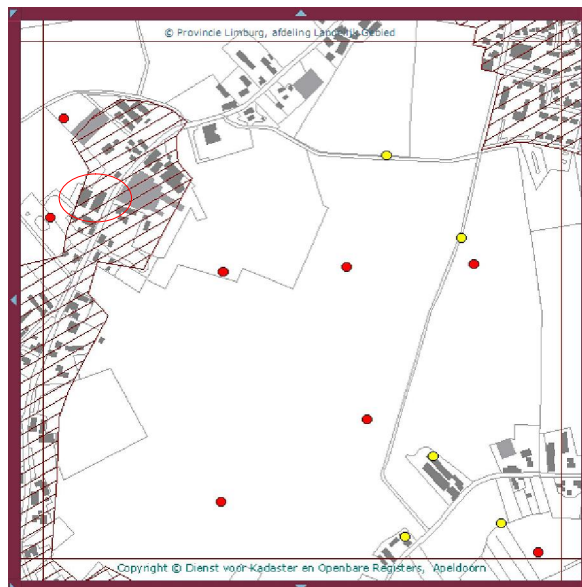 © Provincie Limburg, afdeling Landelijk Gebied
Copyright © Dienst voor Kadaster en Openbare Registers, Apeldoorn